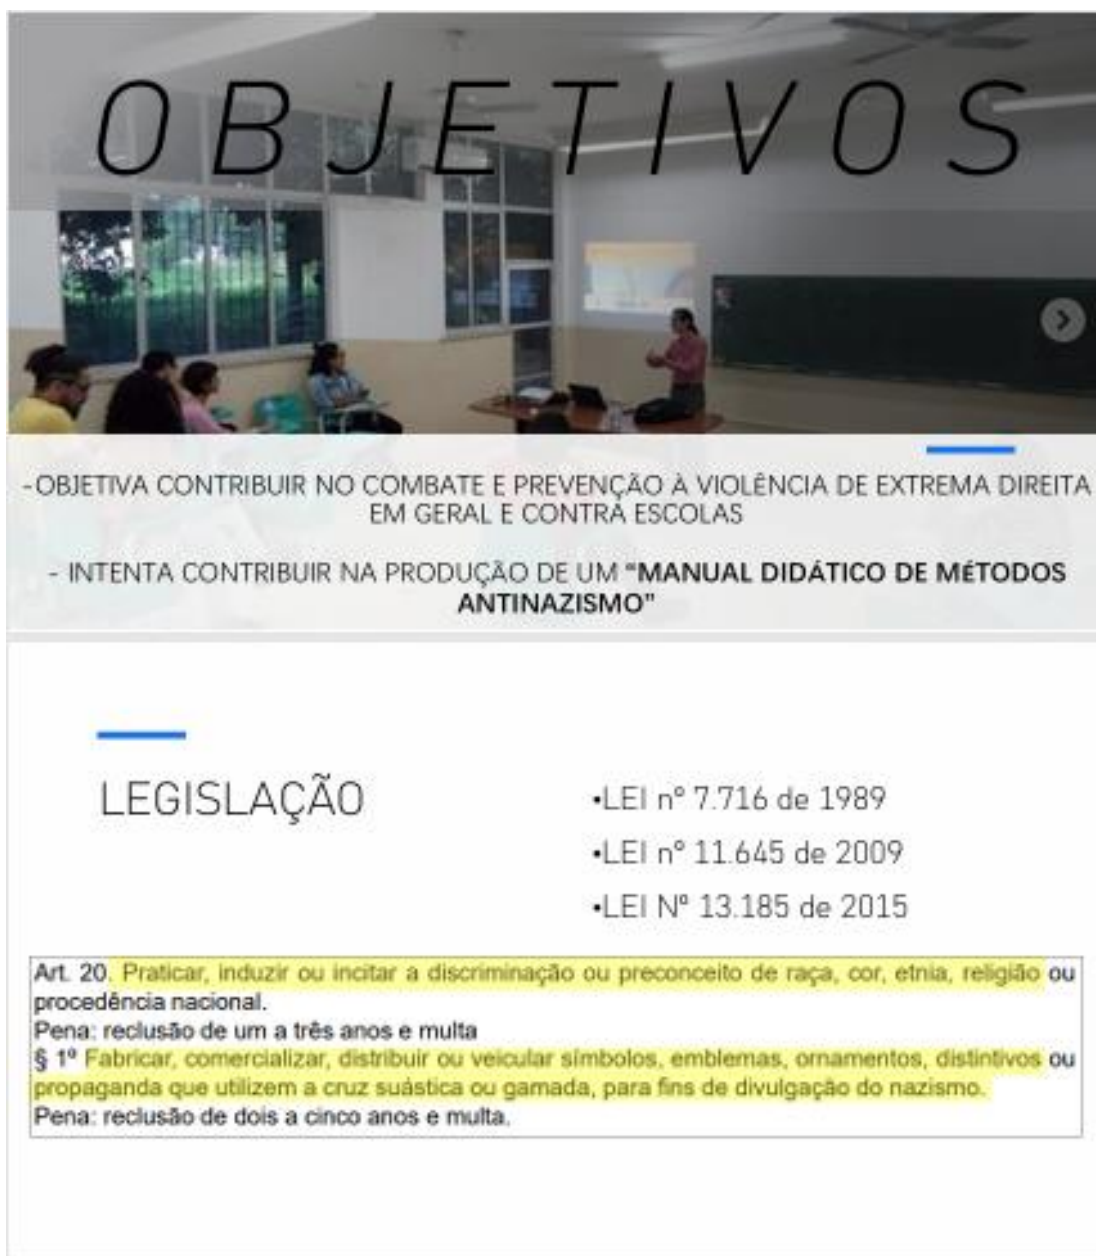 OBJETIVOS
-OBJETIVA CONTRIBUIR NO COMBATE E PREVENÇÃO À VIOLÊNCIA DE EXTREMA DIREITA
EM GERAL E CONTRA ESCOLAS
- INTENTA CONTRIBUIR NA PRODUÇÃO DE UM "MANUAL DIDÁTICO DE MÉTODOS
ANTINAZISMO"
LEGISLAÇÃO
•LEI nº 7.716 de 1989
•LEI nº 11.645 de 2009
•LEI Nº 13.185 de 2015
Art. 20. Praticar, induzir ou incitar a discriminação ou preconceito de raça, cor, etnia, religião ou
procedência nacional.
Pena: reclusão de um a três anos e multa
§ 1º Fabricar, comercializar, distribuir ou veicular símbolos, emblemas, ornamentos, distintivos ou
propaganda que utilizem a cruz suástica ou gamada, para fins de divulgação do nazismo.
Pena: reclusão de dois a cinco anos e multa.